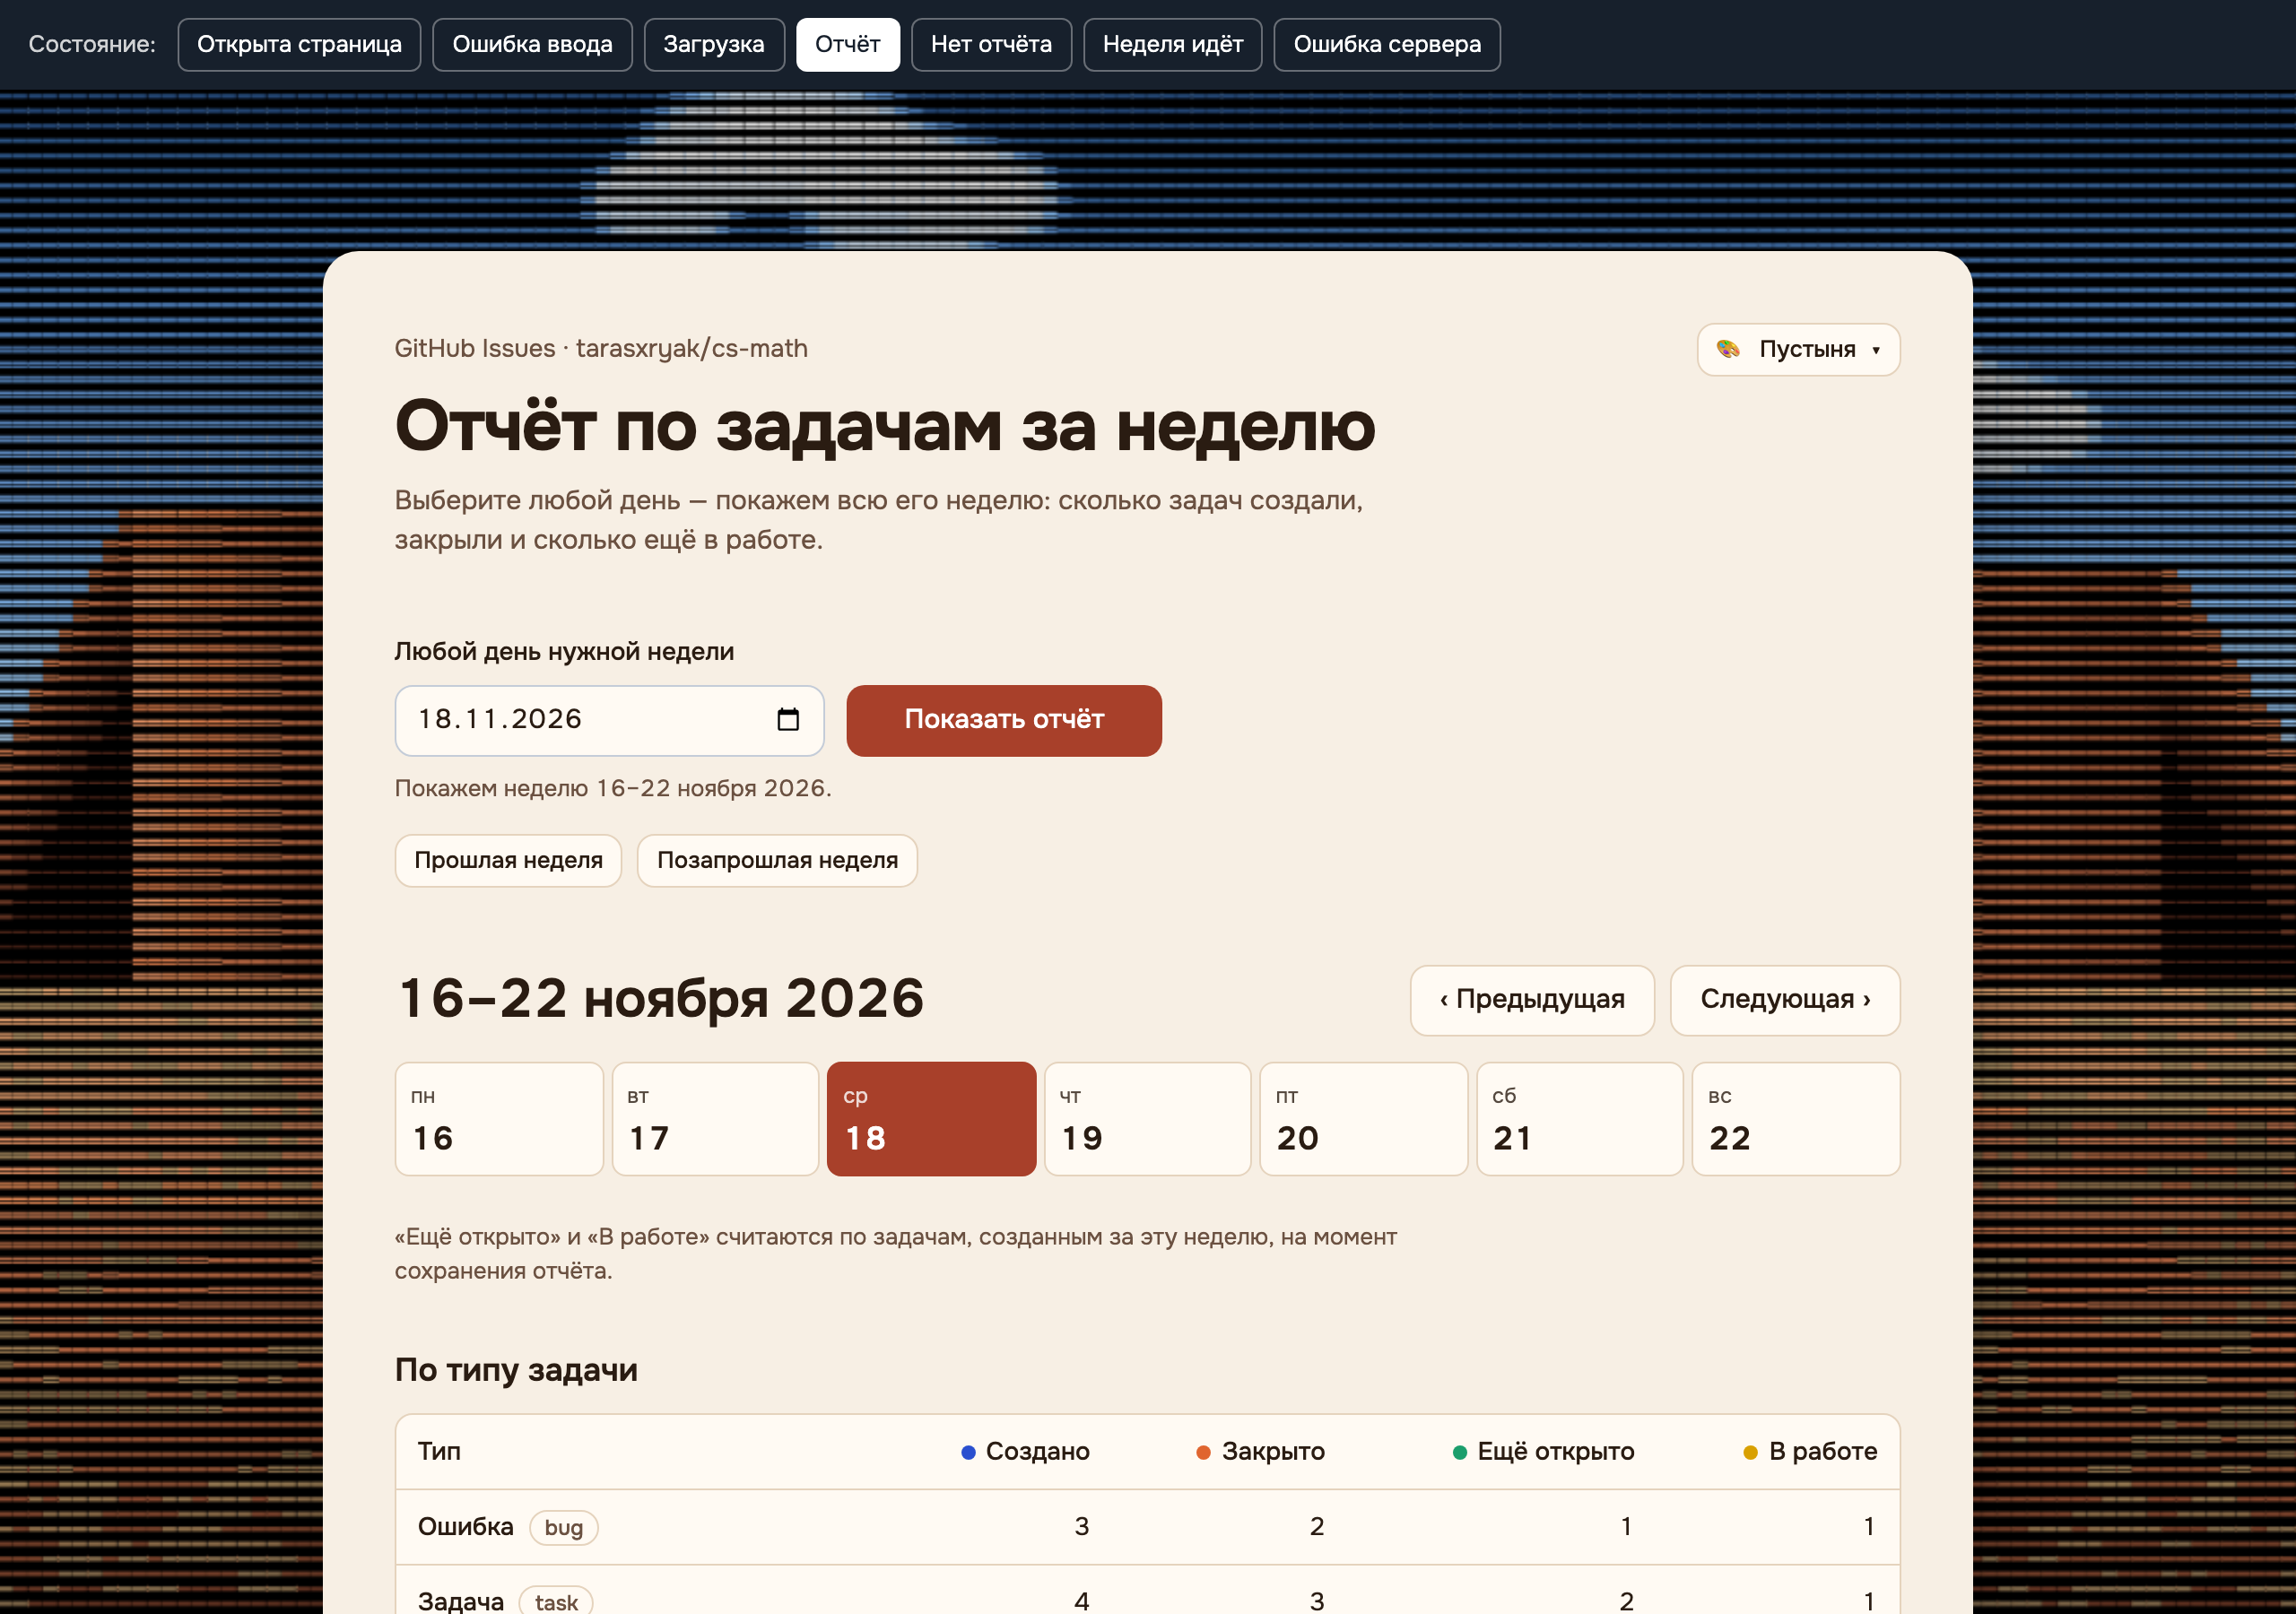 Состояние: Открыта страница Ошибка ввода Загрузка Отчёт Нет отчёта Неделя идёт Ошибка сервера
GitHub Issues · tarasxryak/cs-math
🎨 Пустыня ▾
Отчёт по задачам за неделю
Выберите любой день — покажем всю его неделю: сколько задач создали,
закрыли и сколько ещё в работе.
Любой день нужной недели
18.11.2026 Показать отчёт
Покажем неделю 16–22 ноября 2026.
Прошлая неделя Позапрошлая неделя
16–22 ноября 2026 ‹ Предыдущая Следующая ›
пн вт ср чт пт сб вс
16 17 18 19 20 21 22
«Ещё открыто» и «В работе» считаются по задачам, созданным за эту неделю, на момент
сохранения отчёта.
По типу задачи
Тип Создано Закрыто Ещё открыто В работе
Ошибка bug 3 2 1 1
Задача task 4 3 2 1